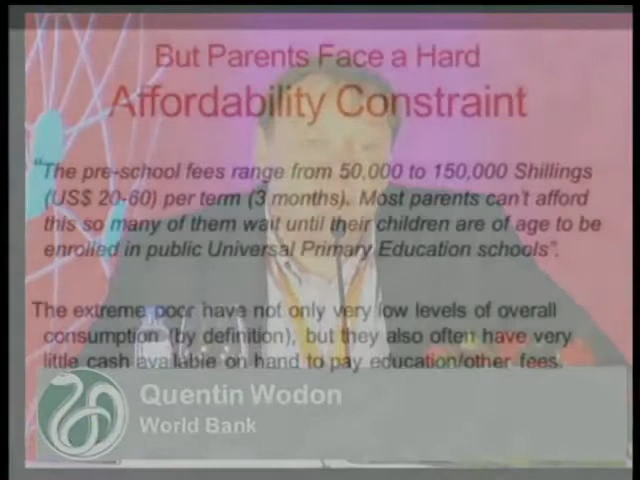 But Parents Face a Hard
Affordability Constraint
"The pre-school fees range from 50,000 to 150,000 Shillings
(US$ 20-60) per term (3 months). Most parents can't afford
this so many of them wait until their children are of age to be
enrolled in public Universal Primary Education schools".
The extreme poor have not only very low levels of overall
consumption (by definition), but they also often have very
little cash available on hand to pay education/other fees.
Quentin Wodon
World Bank